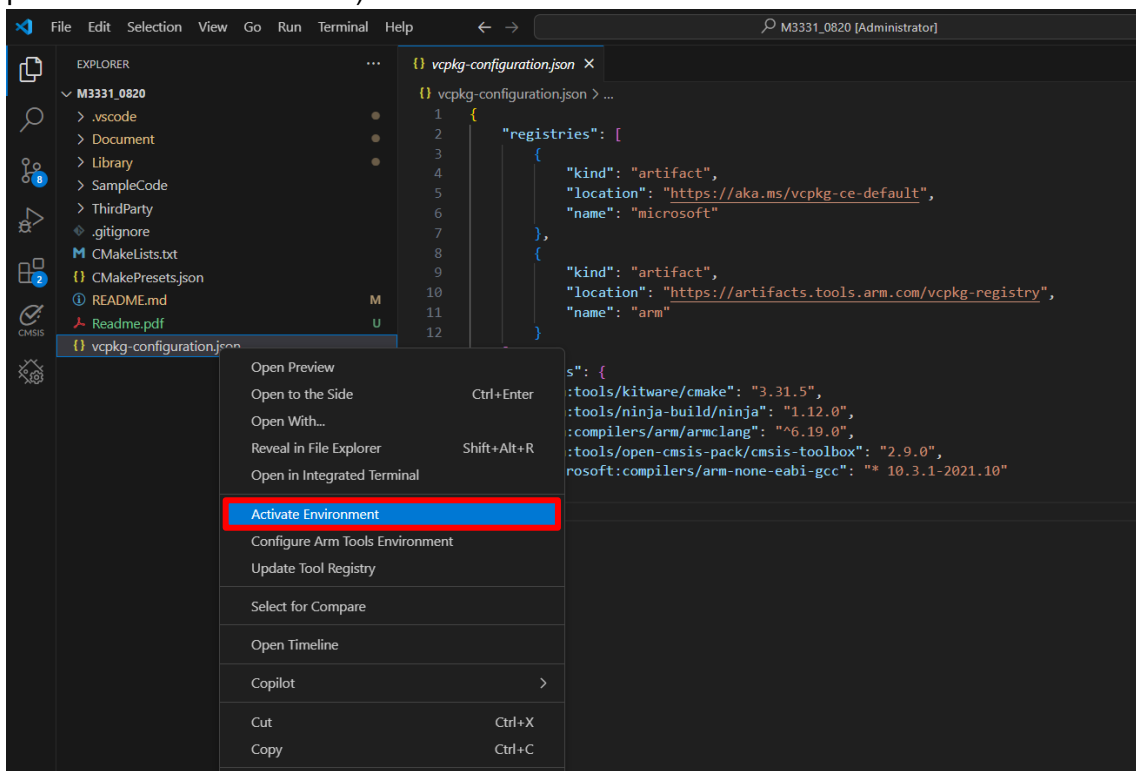 File Edit Selection View Go Run Terminal Help
M3331_0820 [Administrator]
EXPLORER
M3331_0820
.vscode
Document
Library
SampleCode
ThirdParty
.gitignore
CMakeLists.txt
CMakePresets.json
README.md M
Readme.pdf U
vcpkg-configuration.json
8
2
CMSIS
vcpkg-configuration.json
vcpkg-configuration.json > ...
1 {
2 "registries": [
3 {
4 "kind": "artifact",
5 "location": "https://aka.ms/vcpkg-ce-default",
6 "name": "microsoft"
7 },
8 {
9 "kind": "artifact",
10 "location": "https://artifacts.tools.arm.com/vcpkg-registry",
11 "name": "arm"
12 }
s": {
:tools/kitware/cmake": "3.31.5",
:tools/ninja-build/ninja": "1.12.0",
:compilers/arm/armclang": "^6.19.0",
:tools/open-cmsis-pack/cmsis-toolbox": "2.9.0",
rosoft:compilers/arm-none-eabi-gcc": "* 10.3.1-2021.10"
Open Preview
Open to the Side Ctrl+Enter
Open With...
Reveal in File Explorer Shift+Alt+R
Open in Integrated Terminal
Activate Environment
Configure Arm Tools Environment
Update Tool Registry
Select for Compare
Open Timeline
Copilot
Cut Ctrl+X
Copy Ctrl+C